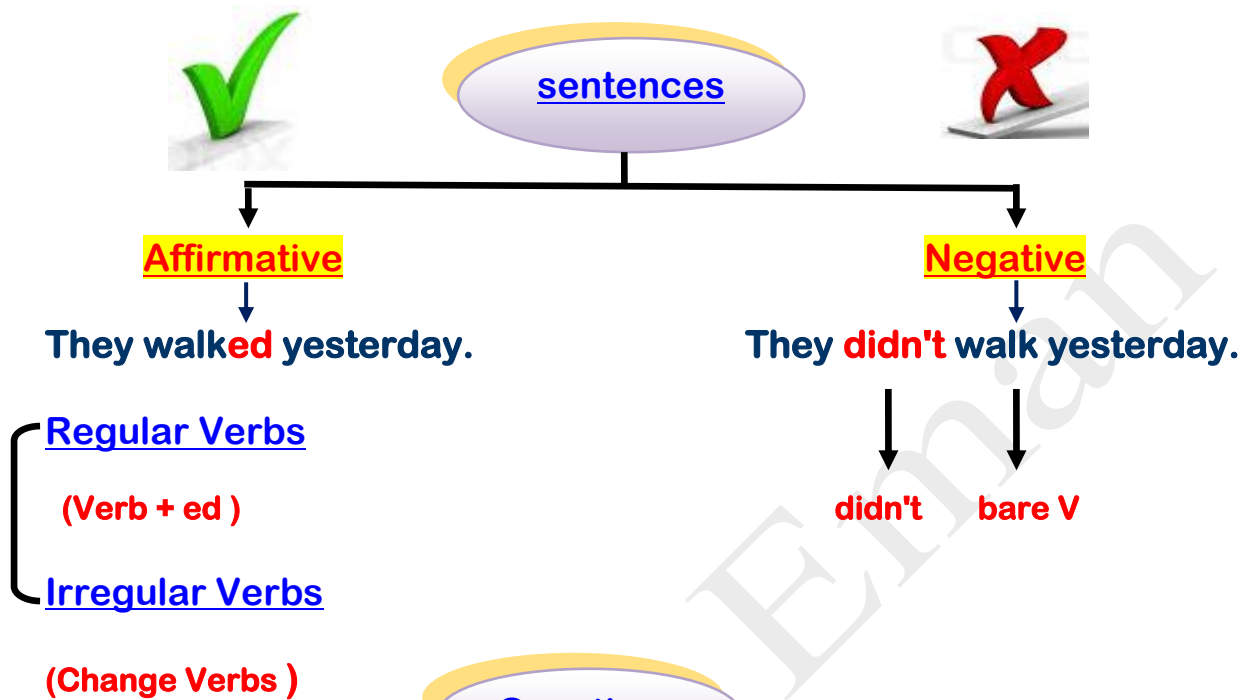 sentences
Affirmative
Negative
They walked yesterday.
They didn't walk yesterday.
Regular Verbs
(Verb + ed )
didn't bare V
Irregular Verbs
(Change Verbs )
Eman